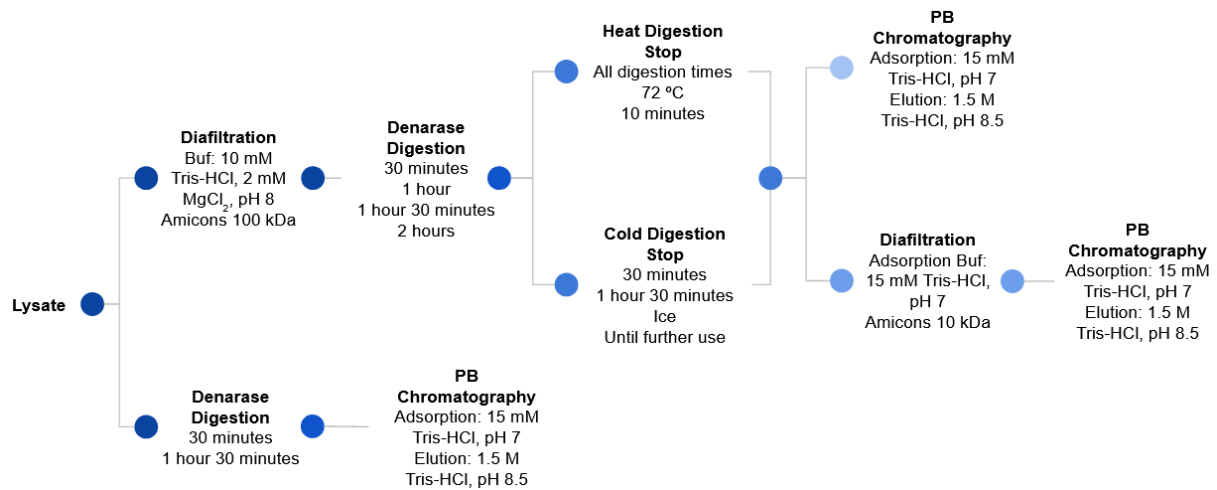 Lysate
Diafiltration
Buf: 10 mM
Tris-HCl, 2 mM
MgCl₂, pH 8
Amicons 100 kDa
Denarase
Digestion
30 minutes
1 hour
1 hour 30 minutes
2 hours
Heat Digestion
Stop
All digestion times
72 ºC
10 minutes
Cold Digestion
Stop
30 minutes
1 hour 30 minutes
Ice
Until further use
PB
Chromatography
Adsorption: 15 mM
Tris-HCl, pH 7
Elution: 1.5 M
Tris-HCl, pH 8.5
Diafiltration
Adsorption Buf:
15 mM Tris-HCl,
pH 7
Amicons 10 kDa
PB
Chromatography
Adsorption: 15 mM
Tris-HCl, pH 7
Elution: 1.5 M
Tris-HCl, pH 8.5
Denarase
Digestion
30 minutes
1 hour 30 minutes
PB
Chromatography
Adsorption: 15 mM
Tris-HCl, pH 7
Elution: 1.5 M
Tris-HCl, pH 8.5